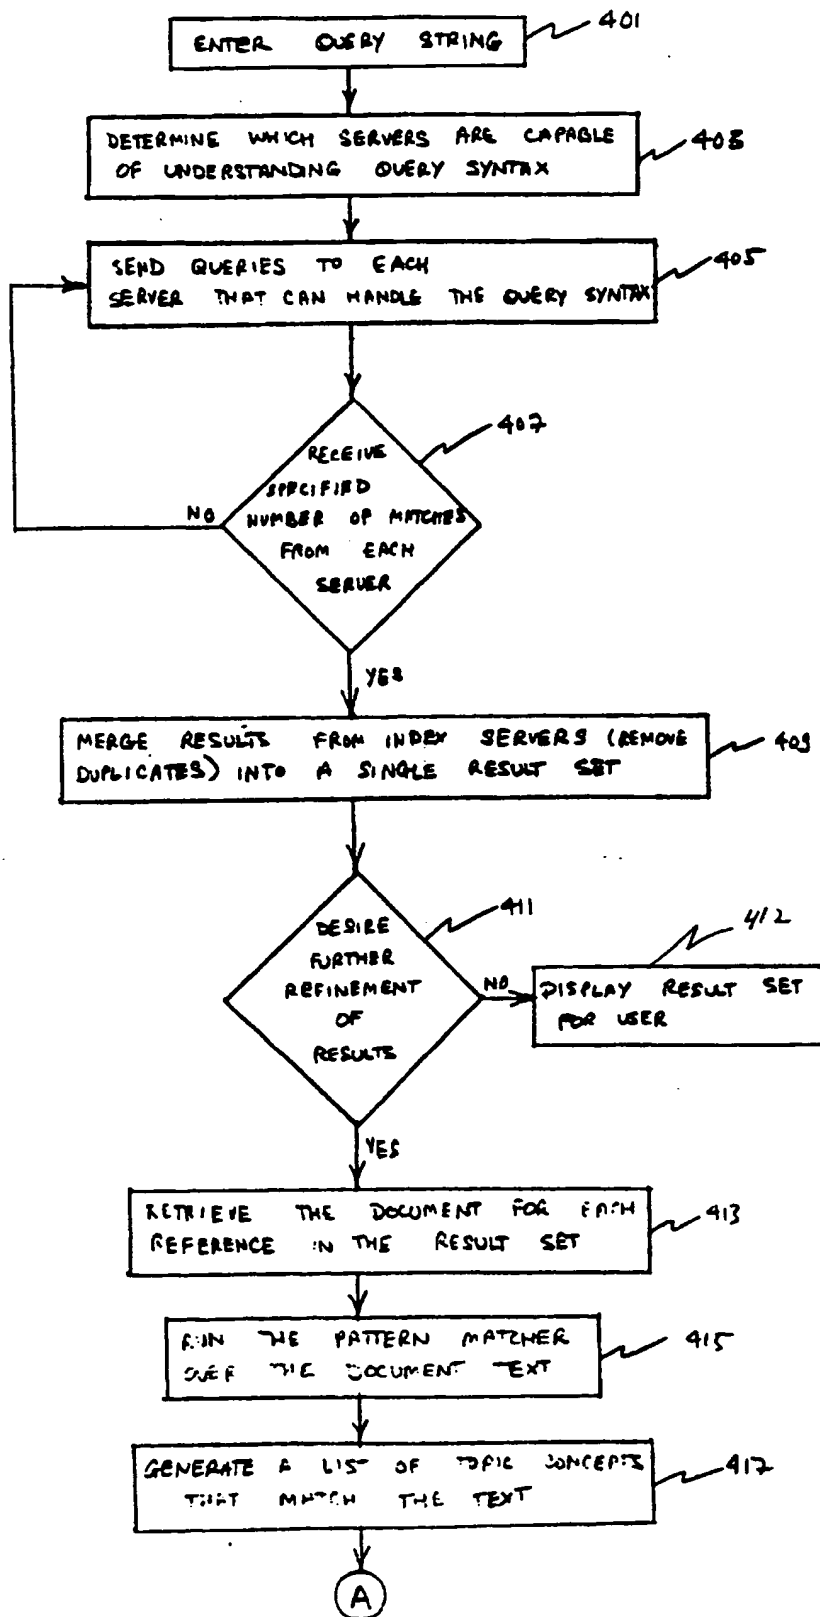 ENTER QUERY STRING
401
DETERMINE WHICH SERVERS ARE CAPABLE
OF UNDERSTANDING QUERY SYNTAX
403
SEND QUERIES TO EACH
SERVER THAT CAN HANDLE THE QUERY SYNTAX
405
RECEIVE
SPECIFIED
NUMBER OF MATCHES
FROM EACH
SERVER
407
NO
YES
MERGE RESULTS FROM INDEX SERVERS (REMOVE
DUPLICATES) INTO A SINGLE RESULT SET
409
DESIRE
FURTHER
REFINEMENT
OF
RESULTS
411
NO
412
DISPLAY RESULT SET
FOR USER
YES
RETRIEVE THE DOCUMENT FOR EACH
REFERENCE IN THE RESULT SET
413
RUN THE PATTERN MATCHER
OVER THE DOCUMENT TEXT
415
GENERATE A LIST OF TOPIC CONCEPTS
THAT MATCH THE TEXT
417
A